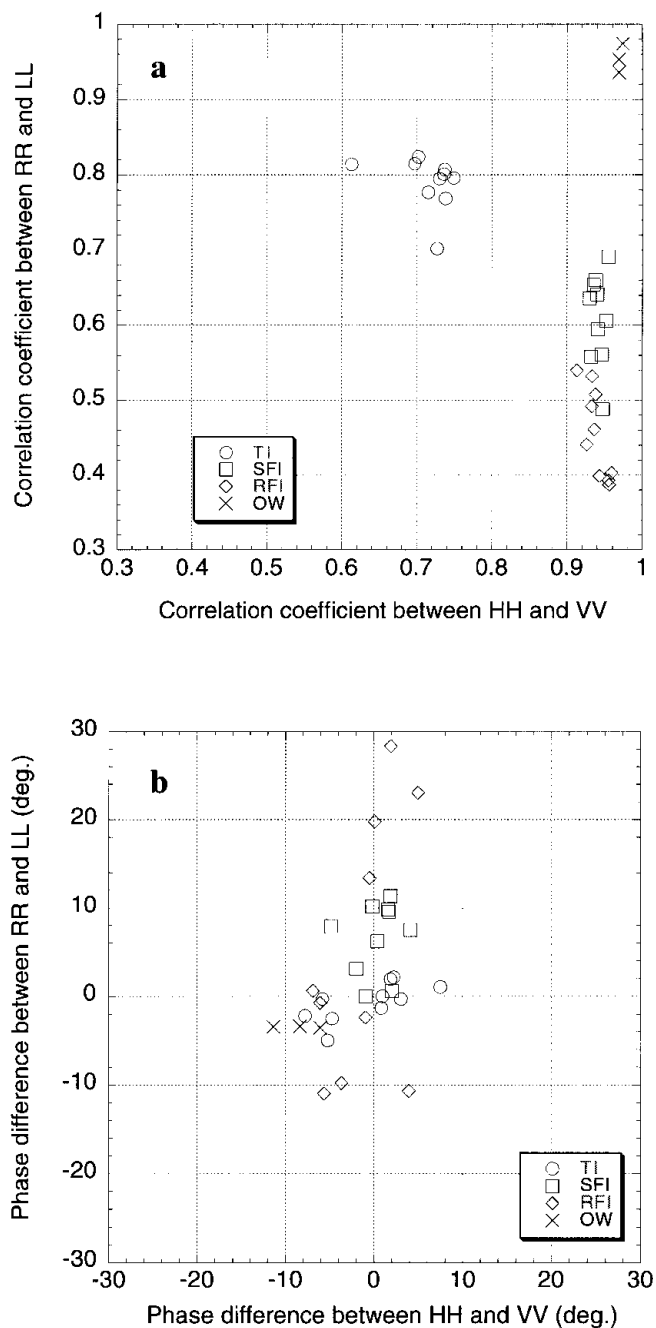 a
Correlation coefficient between RR and LL
1
0.9
0.8
0.7
0.6
0.5
0.4
0.3
TI
SFI
RFI
OW
0.3 0.4 0.5 0.6 0.7 0.8 0.9 1
Correlation coefficient between HH and VV
b
Phase difference between RR and LL (deg.)
30
20
10
0
-10
-20
-30
TI
SFI
RFI
OW
-30 -20 -10 0 10 20 30
Phase difference between HH and VV (deg.)